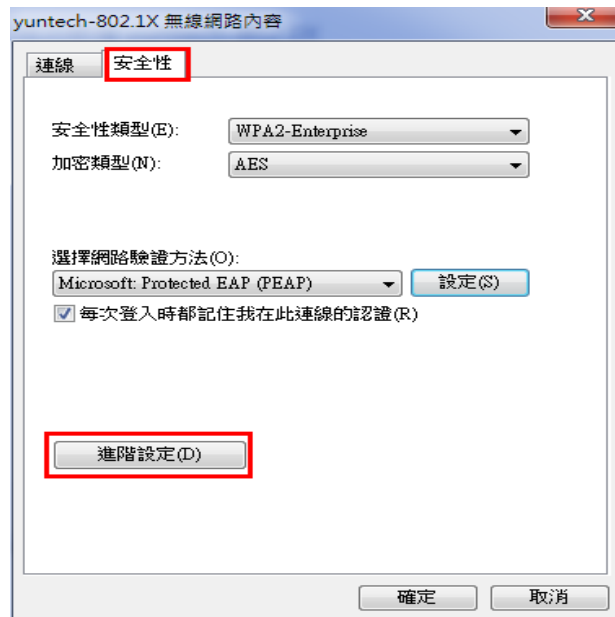 yuntech-802.1X 無線網路內容
連線 安全性
安全性類型(E): WPA2-Enterprise
加密類型(N): AES
選擇網路驗證方法(O):
Microsoft: Protected EAP (PEAP) 設定(S)
每次登入時都記住我在此連線的認證(R)
進階設定(D)
確定 取消